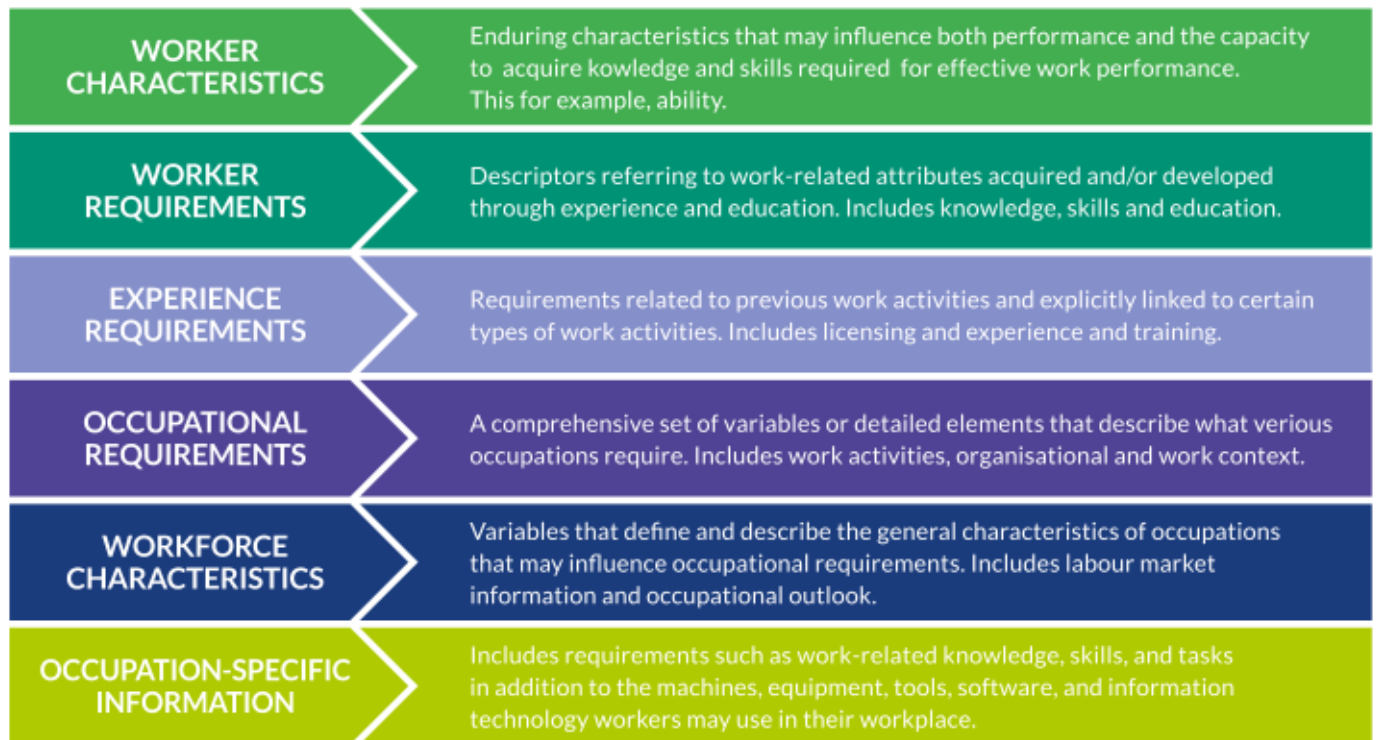 WORKER
CHARACTERISTICS
Enduring characteristics that may influence both performance and the capacity
to acquire kowledge and skills required for effective work performance.
This for example, ability.
WORKER
REQUIREMENTS
Descriptors referring to work-related attributes acquired and/or developed
through experience and education. Includes knowledge, skills and education.
EXPERIENCE
REQUIREMENTS
Requirements related to previous work activities and explicitly linked to certain
types of work activities. Includes licensing and experience and training.
OCCUPATIONAL
REQUIREMENTS
A comprehensive set of variables or detailed elements that describe what verious
occupations require. Includes work activities, organisational and work context.
WORKFORCE
CHARACTERISTICS
Variables that define and describe the general characteristics of occupations
that may influence occupational requirements. Includes labour market
information and occupational outlook.
OCCUPATION-SPECIFIC
INFORMATION
Includes requirements such as work-related knowledge, skills, and tasks
in addition to the machines, equipment, tools, software, and information
technology workers may use in their workplace.